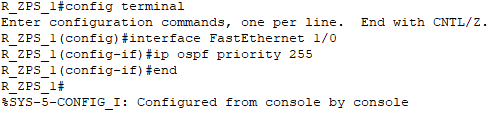 R_ZPS_1#config terminal
Enter configuration commands, one per line.  End with CNTL/Z.
R_ZPS_1(config)#interface FastEthernet 1/0
R_ZPS_1(config-if)#ip ospf priority 255
R_ZPS_1(config-if)#end
R_ZPS_1#
%SYS-5-CONFIG_I: Configured from console by console